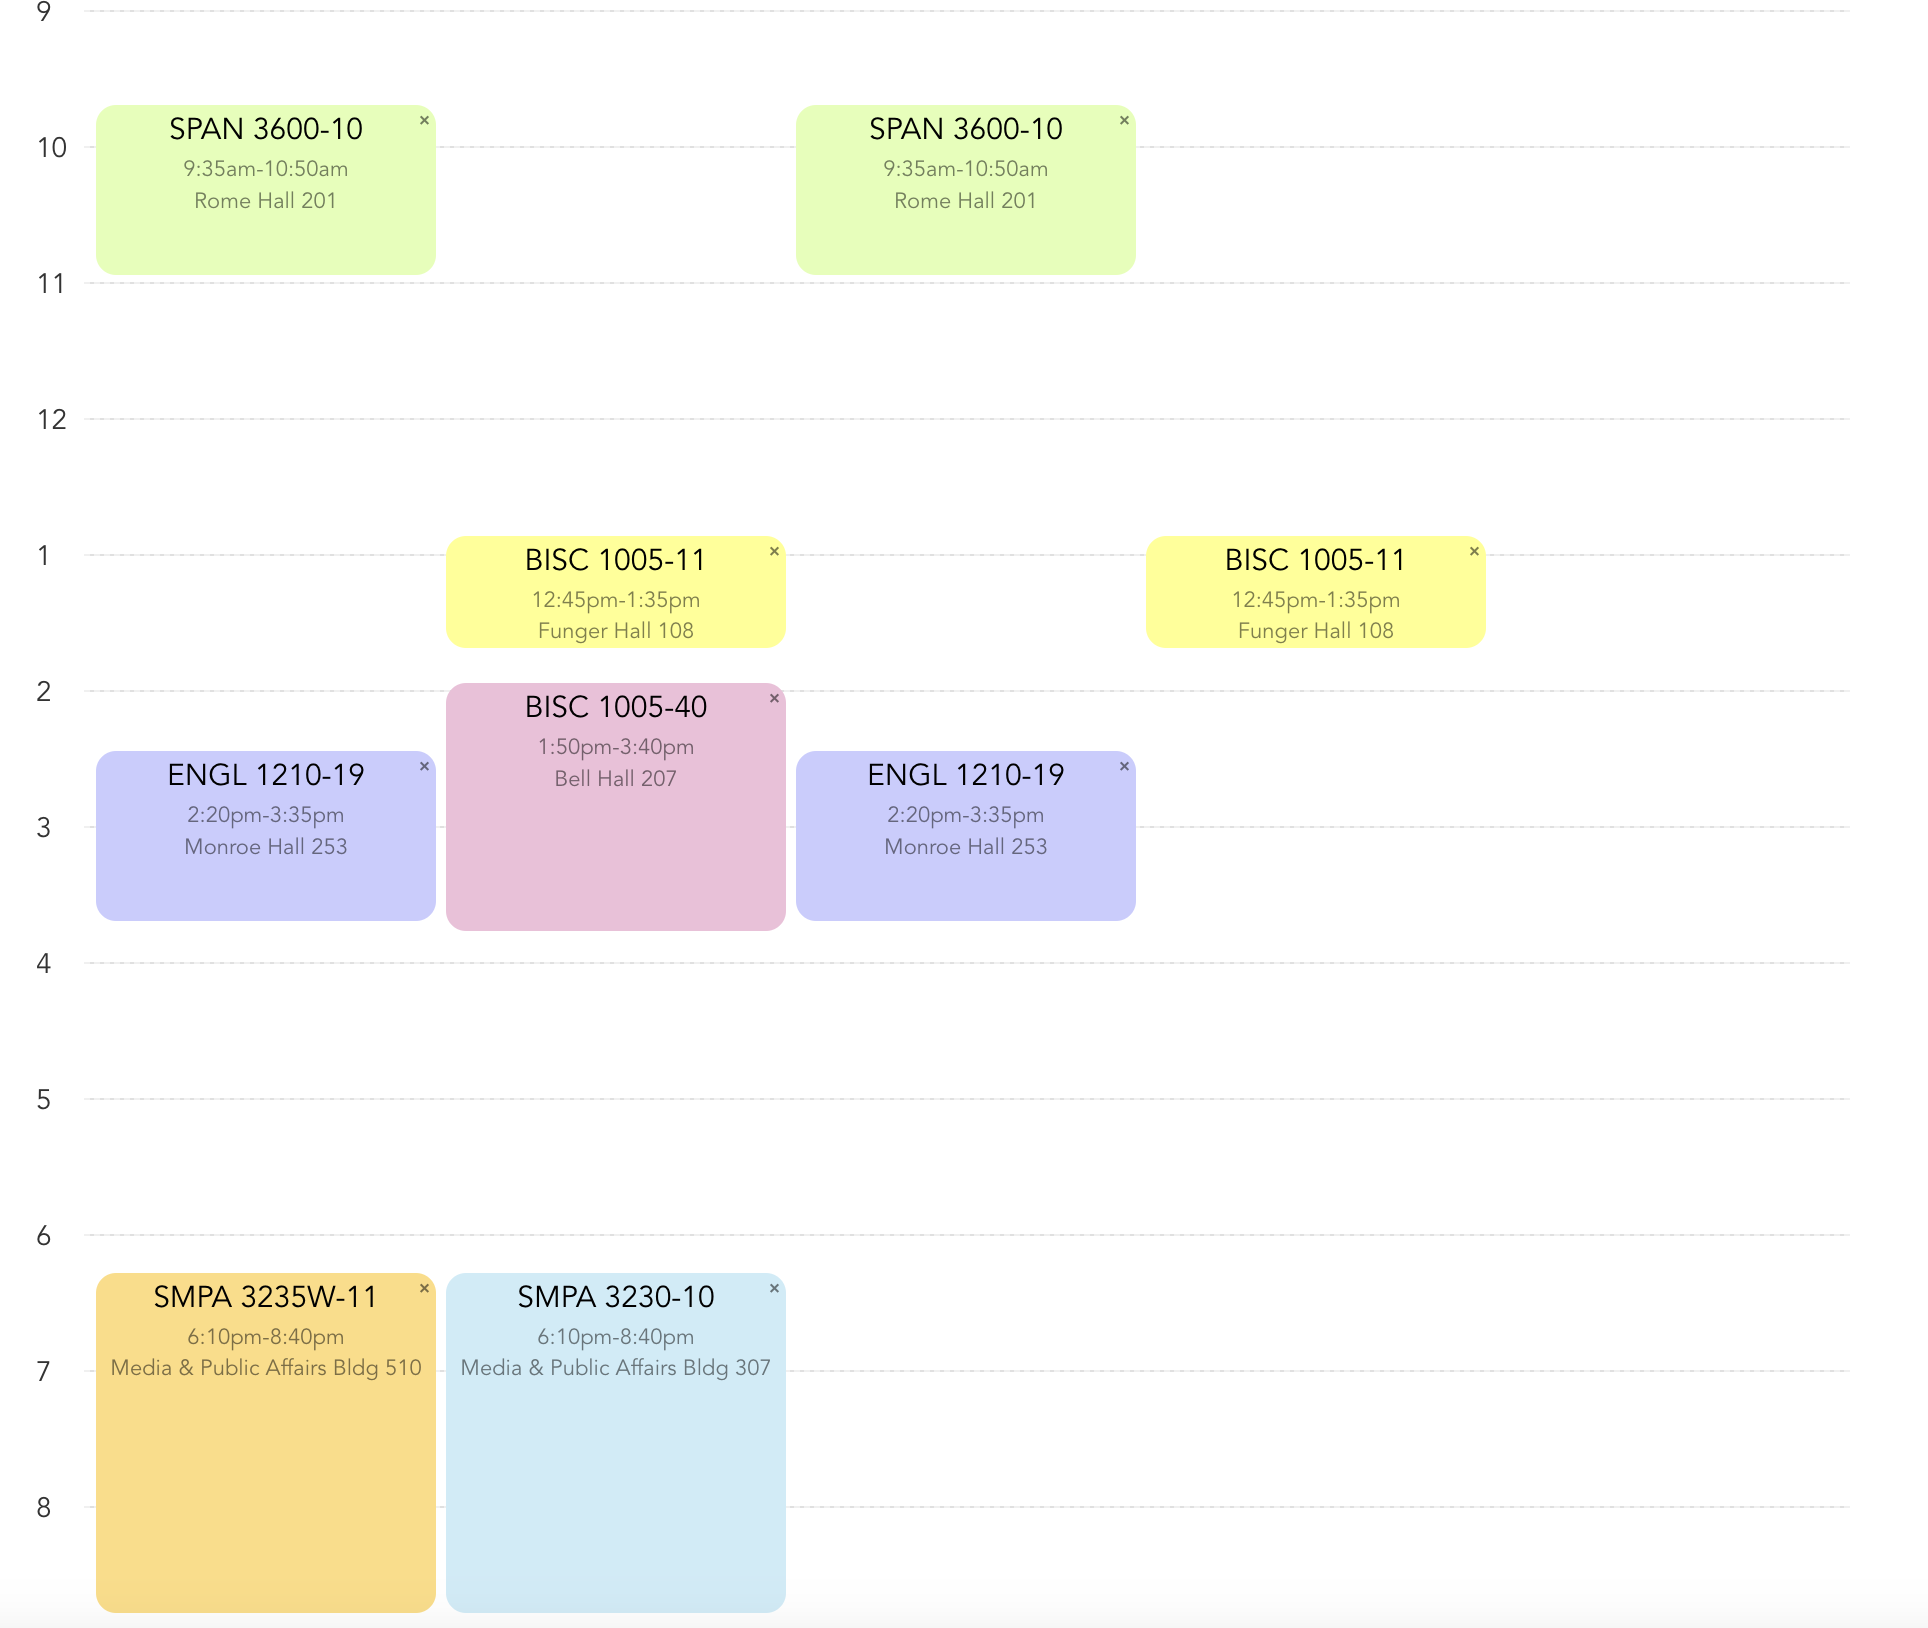 9
SPAN 3600-10 ×
9:35am-10:50am
Rome Hall 201
SPAN 3600-10 ×
9:35am-10:50am
Rome Hall 201
10
11
12
BISC 1005-11 ×
12:45pm-1:35pm
Funger Hall 108
BISC 1005-11 ×
12:45pm-1:35pm
Funger Hall 108
1
2
BISC 1005-40 ×
1:50pm-3:40pm
Bell Hall 207
ENGL 1210-19 ×
2:20pm-3:35pm
Monroe Hall 253
ENGL 1210-19 ×
2:20pm-3:35pm
Monroe Hall 253
3
4
5
6
SMPA 3235W-11 ×
6:10pm-8:40pm
Media & Public Affairs Bldg 510
SMPA 3230-10 ×
6:10pm-8:40pm
Media & Public Affairs Bldg 307
7
8